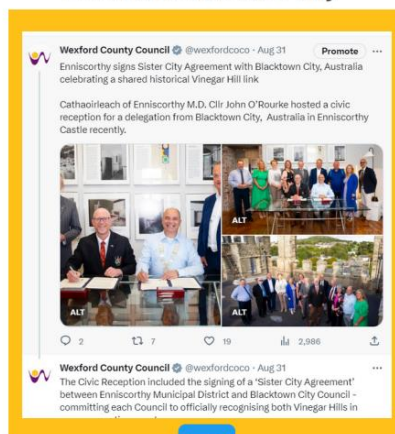 Wexford County Council @wexfordcoco · Aug 31 Promote ...
Enniscorthy signs Sister City Agreement with Blacktown City, Australia
celebrating a shared historical Vinegar Hill link
Cathaoirleach of Enniscorthy M.D. Cllr John O'Rourke hosted a civic
reception for a delegation from Blacktown City, Australia in Enniscorthy
Castle recently.
ALT
ALT
ALT
2 7 19 2,986
Wexford County Council @wexfordcoco · Aug 31 ...
The Civic Reception included the signing of a 'Sister City Agreement'
between Enniscorthy Municipal District and Blacktown City Council -
committing each Council to officially recognising both Vinegar Hills in